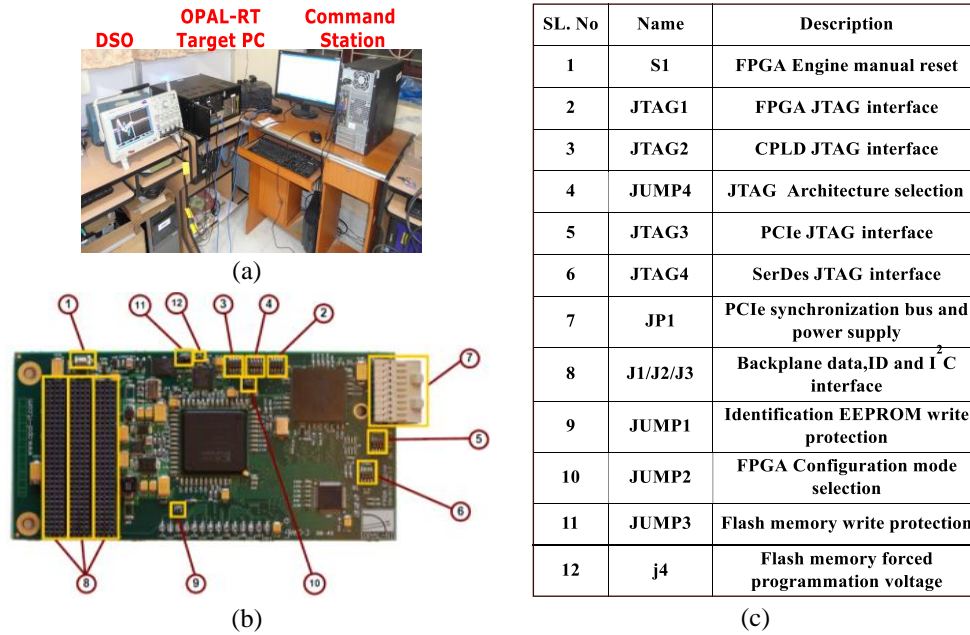 OPAL-RT
Target PC
Command
Station
DSO
(a)
1
11
12
3
4
2
7
www.opal-rt.com
5
6
8
9
10
(b)
SL. No Name Description
1 S1 FPGA Engine manual reset
2 JTAG1 FPGA JTAG interface
3 JTAG2 CPLD JTAG interface
4 JUMP4 JTAG Architecture selection
5 JTAG3 PCIe JTAG interface
6 JTAG4 SerDes JTAG interface
7 JP1 PCIe synchronization bus and
power supply
8 J1/J2/J3 Backplane data,ID and I²C
interface
9 JUMP1 Identification EEPROM write
protection
10 JUMP2 FPGA Configuration mode
selection
11 JUMP3 Flash memory write protection
12 j4 Flash memory forced
programmation voltage
(c)